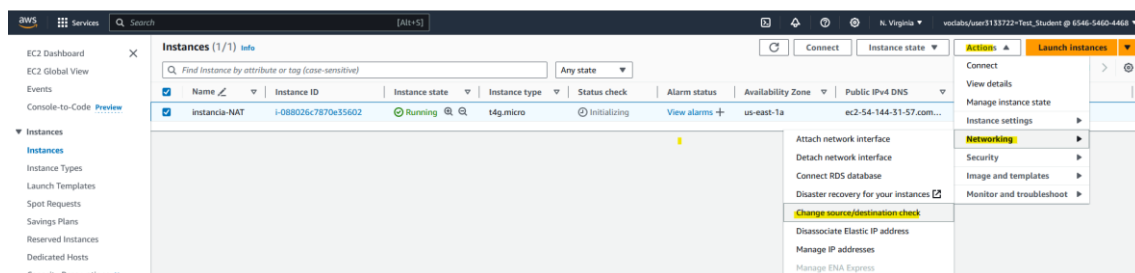 aws Services Search [Alt+S] N. Virginia ▼ voclabs/user3133722=Test_Student @ 6546-5460-4468 ▼
EC2 Dashboard
EC2 Global View
Events
Console-to-Code Preview
Instances
Instances
Instance Types
Launch Templates
Spot Requests
Savings Plans
Reserved Instances
Dedicated Hosts
Instances (1/1) Info
Connect Instance state ▼ Actions ▲ Launch instances ▼
Find Instance by attribute or tag (case-sensitive) Any state ▼
Name Instance ID Instance state Instance type Status check Alarm status Availability Zone Public IPv4 DNS
instancia-NAT i-088026c7870e35602 Running t4g.micro Initializing View alarms + us-east-1a ec2-54-144-31-57.com...
Connect
View details
Manage instance state
Instance settings
Networking
Security
Image and templates
Monitor and troubleshoot
Attach network interface
Detach network interface
Connect RDS database
Disaster recovery for your instances
Change source/destination check
Disassociate Elastic IP address
Manage IP addresses
Manage ENA Express